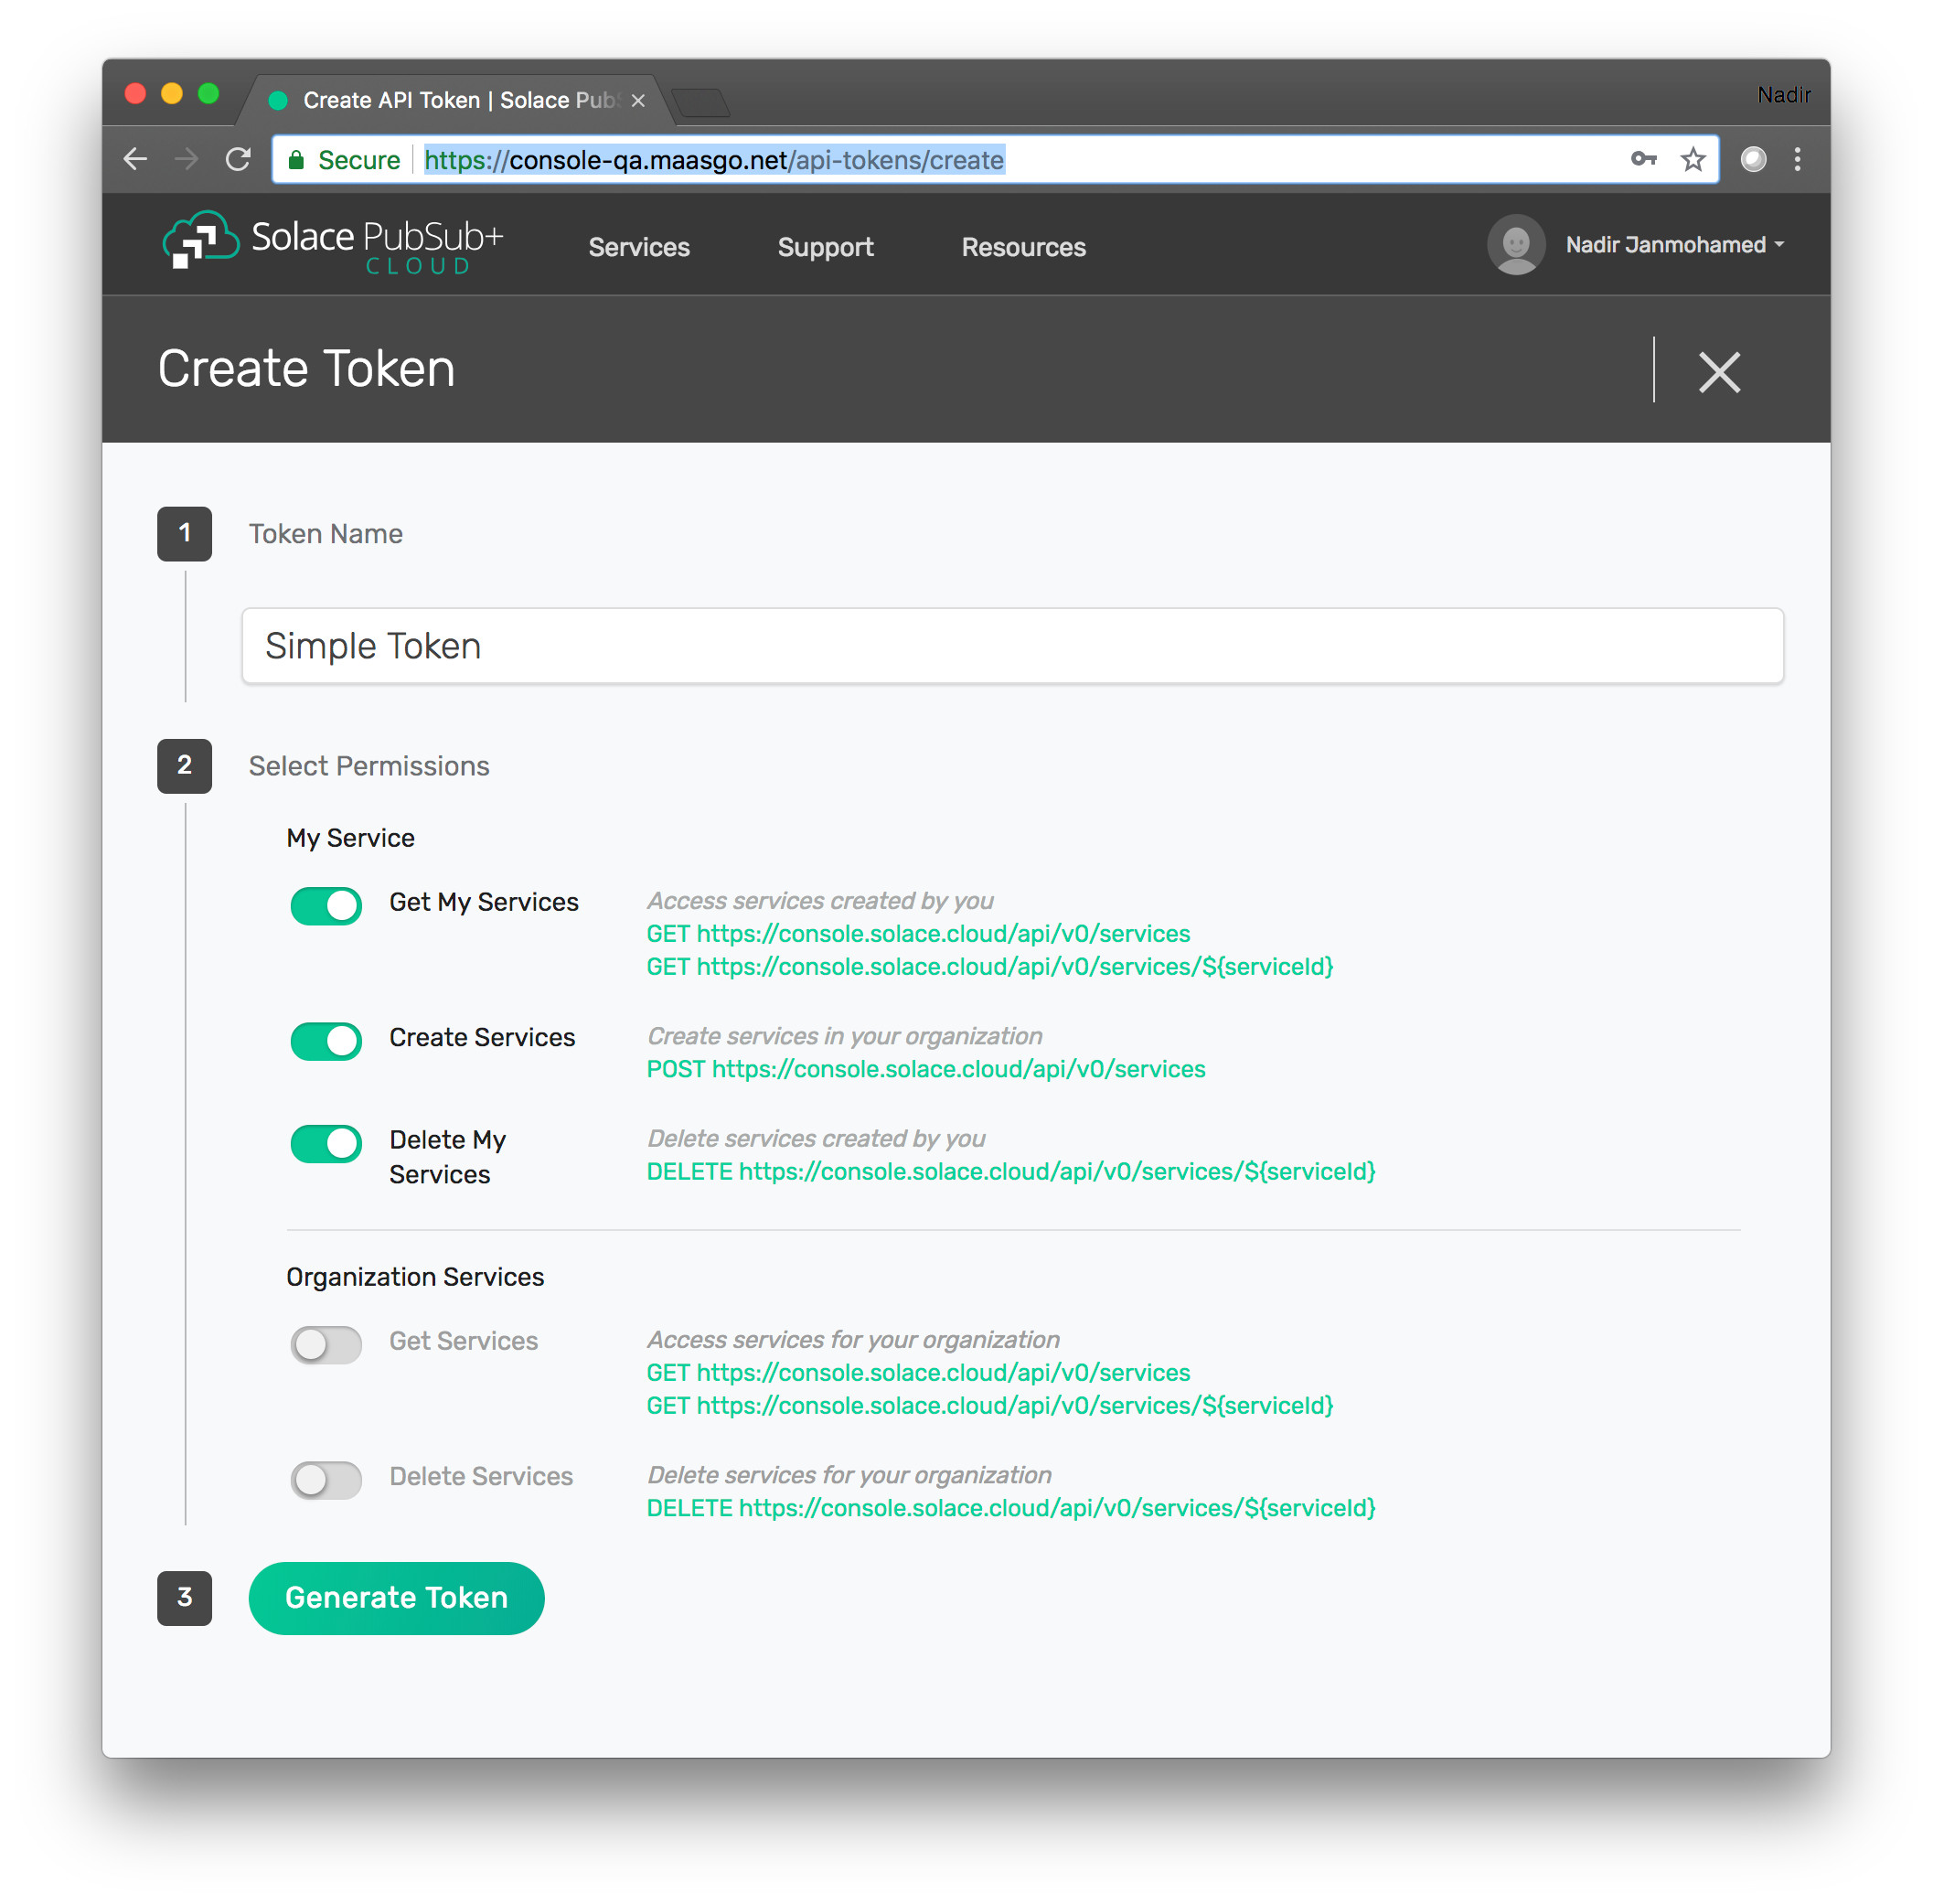 Nadir
Create API Token | Solace Pub
Secure https://console-qa.maasgo.net/api-tokens/create
Solace PubSub+
CLOUD
Services Support Resources
Nadir Janmohamed
Create Token
1 Token Name
Simple Token
2 Select Permissions
My Service
Get My Services
Access services created by you
GET https://console.solace.cloud/api/v0/services
GET https://console.solace.cloud/api/v0/services/${serviceId}
Create Services
Create services in your organization
POST https://console.solace.cloud/api/v0/services
Delete My
Services
Delete services created by you
DELETE https://console.solace.cloud/api/v0/services/${serviceId}
Organization Services
Get Services
Access services for your organization
GET https://console.solace.cloud/api/v0/services
GET https://console.solace.cloud/api/v0/services/${serviceId}
Delete Services
Delete services for your organization
DELETE https://console.solace.cloud/api/v0/services/${serviceId}
3 Generate Token